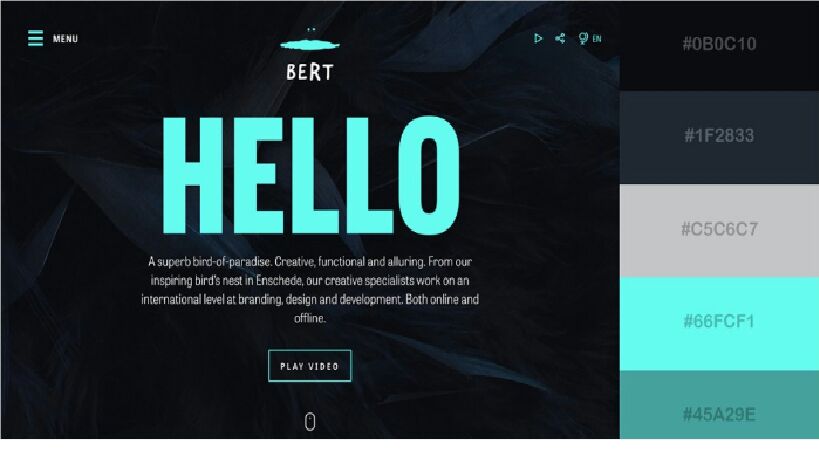 MENU
EN
BERT
HELLO
A superb bird-of-paradise. Creative, functional and alluring. From our
inspiring bird's nest in Enschede, our creative specialists work on an
international level at branding, design and development. Both online and
offline.
PLAY VIDEO
#0B0C10
#1F2833
#C5C6C7
#66FCF1
#45A29E